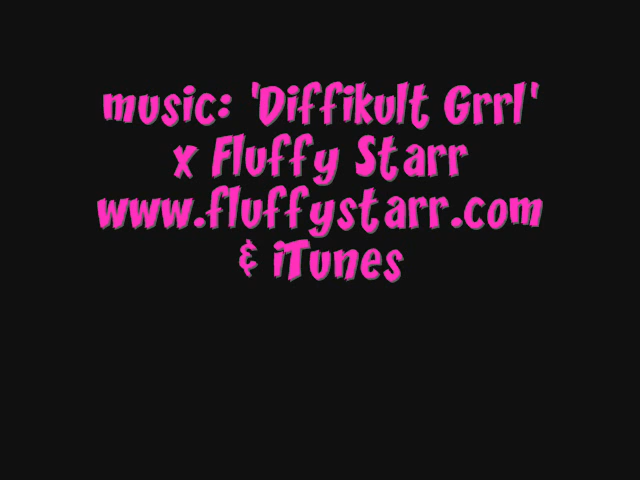 music: 'Diffikult Grrl'
x Fluffy Starr
www.fluffystarr.com
& iTunes